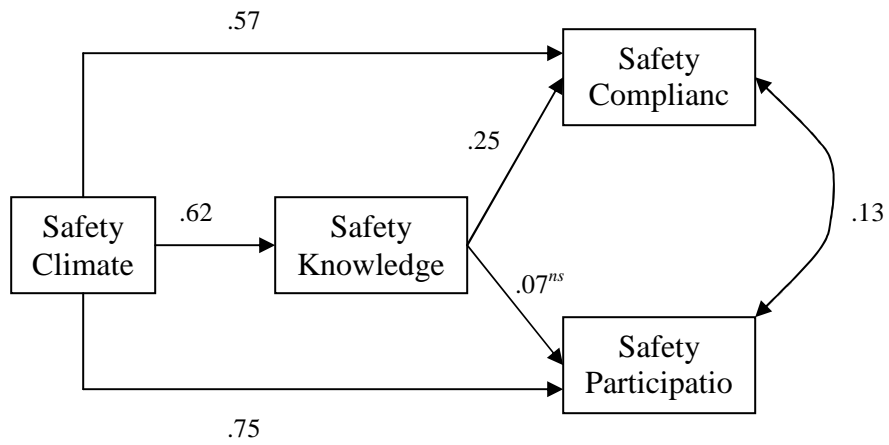 .57
Safety
Complianc
.25
Safety
Climate
.62
Safety
Knowledge
.13
.07ns
Safety
Participatio
.75